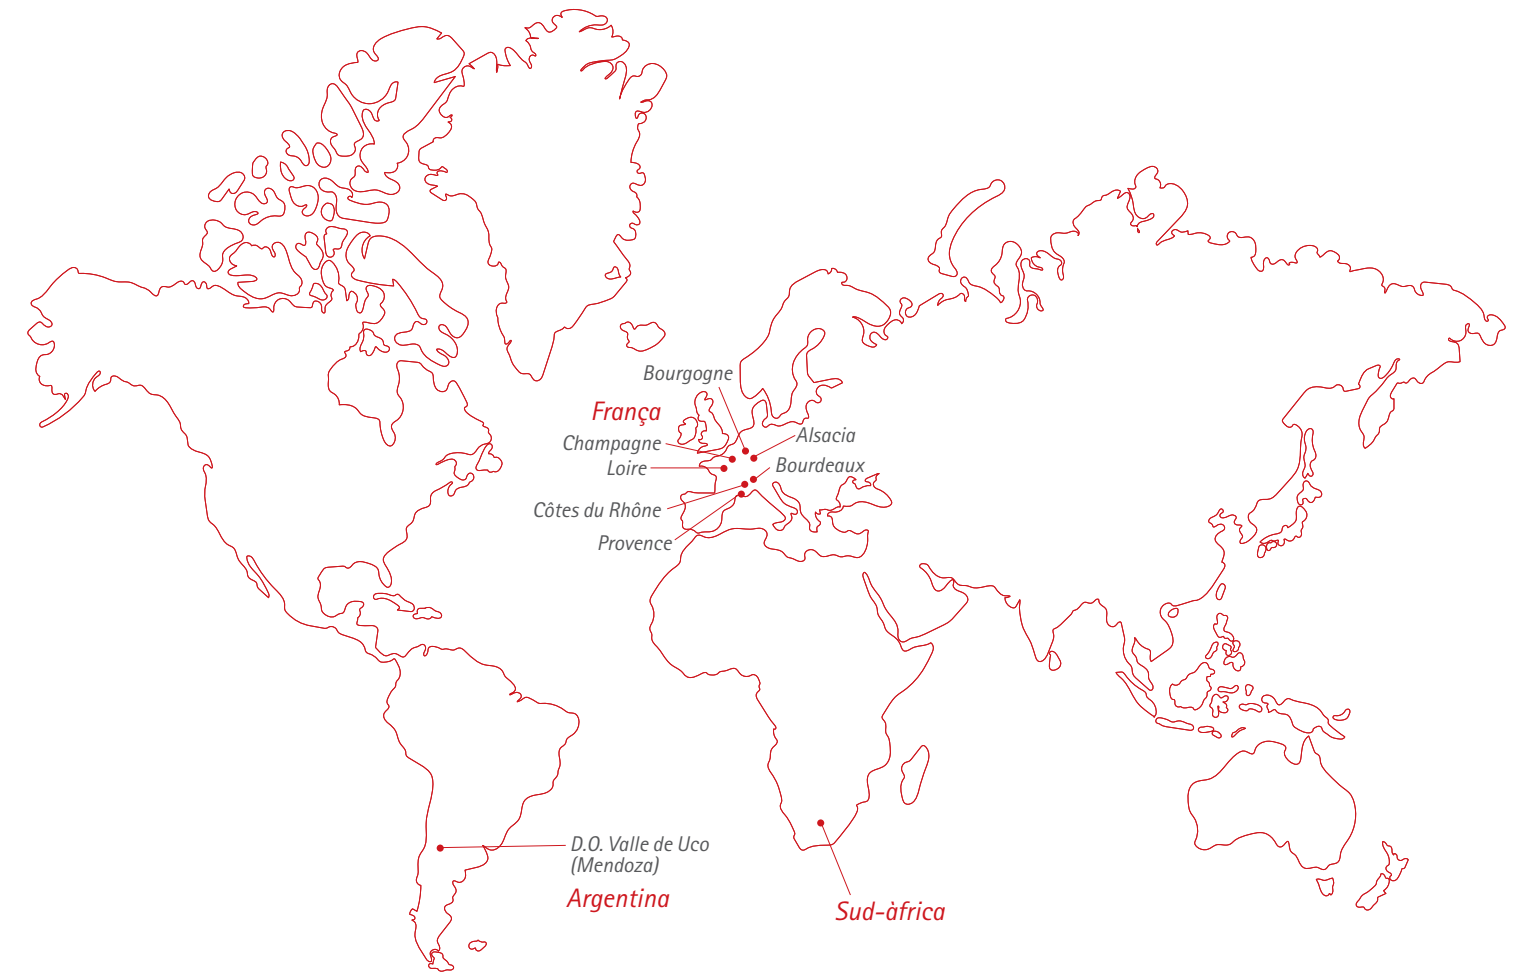 Bourgogne
França
Champagne
Alsacia
Loire
Bourdeaux
Côtes du Rhône
Provence
D.O. Valle de Uco
(Mendoza)
Argentina
Sud-àfrica